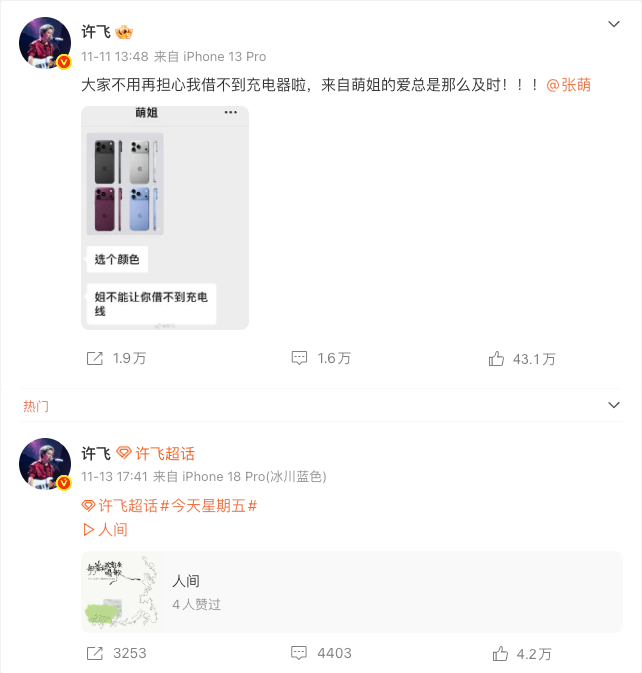 许飞
11-11 13:48 来自 iPhone 13 Pro
大家不用再担心我借不到充电器啦，来自萌姐的爱总是那么及时！！！@张萌
萌姐
选个颜色
姐不能让你借不到充电
线
1.9万 1.6万 43.1万
热门
许飞 许飞超话
11-13 17:41 来自 iPhone 18 Pro(冰川蓝色)
许飞超话#今天星期五#
人间
人间
4人赞过
3253 4403 4.2万